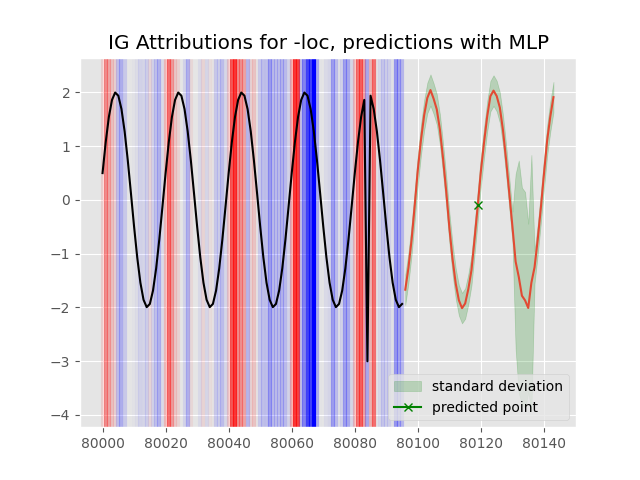 IG Attributions for -loc, predictions with MLP
2
1
0
−1
−2
−3
−4
standard deviation
predicted point
80000 80020 80040 80060 80080 80100 80120 80140